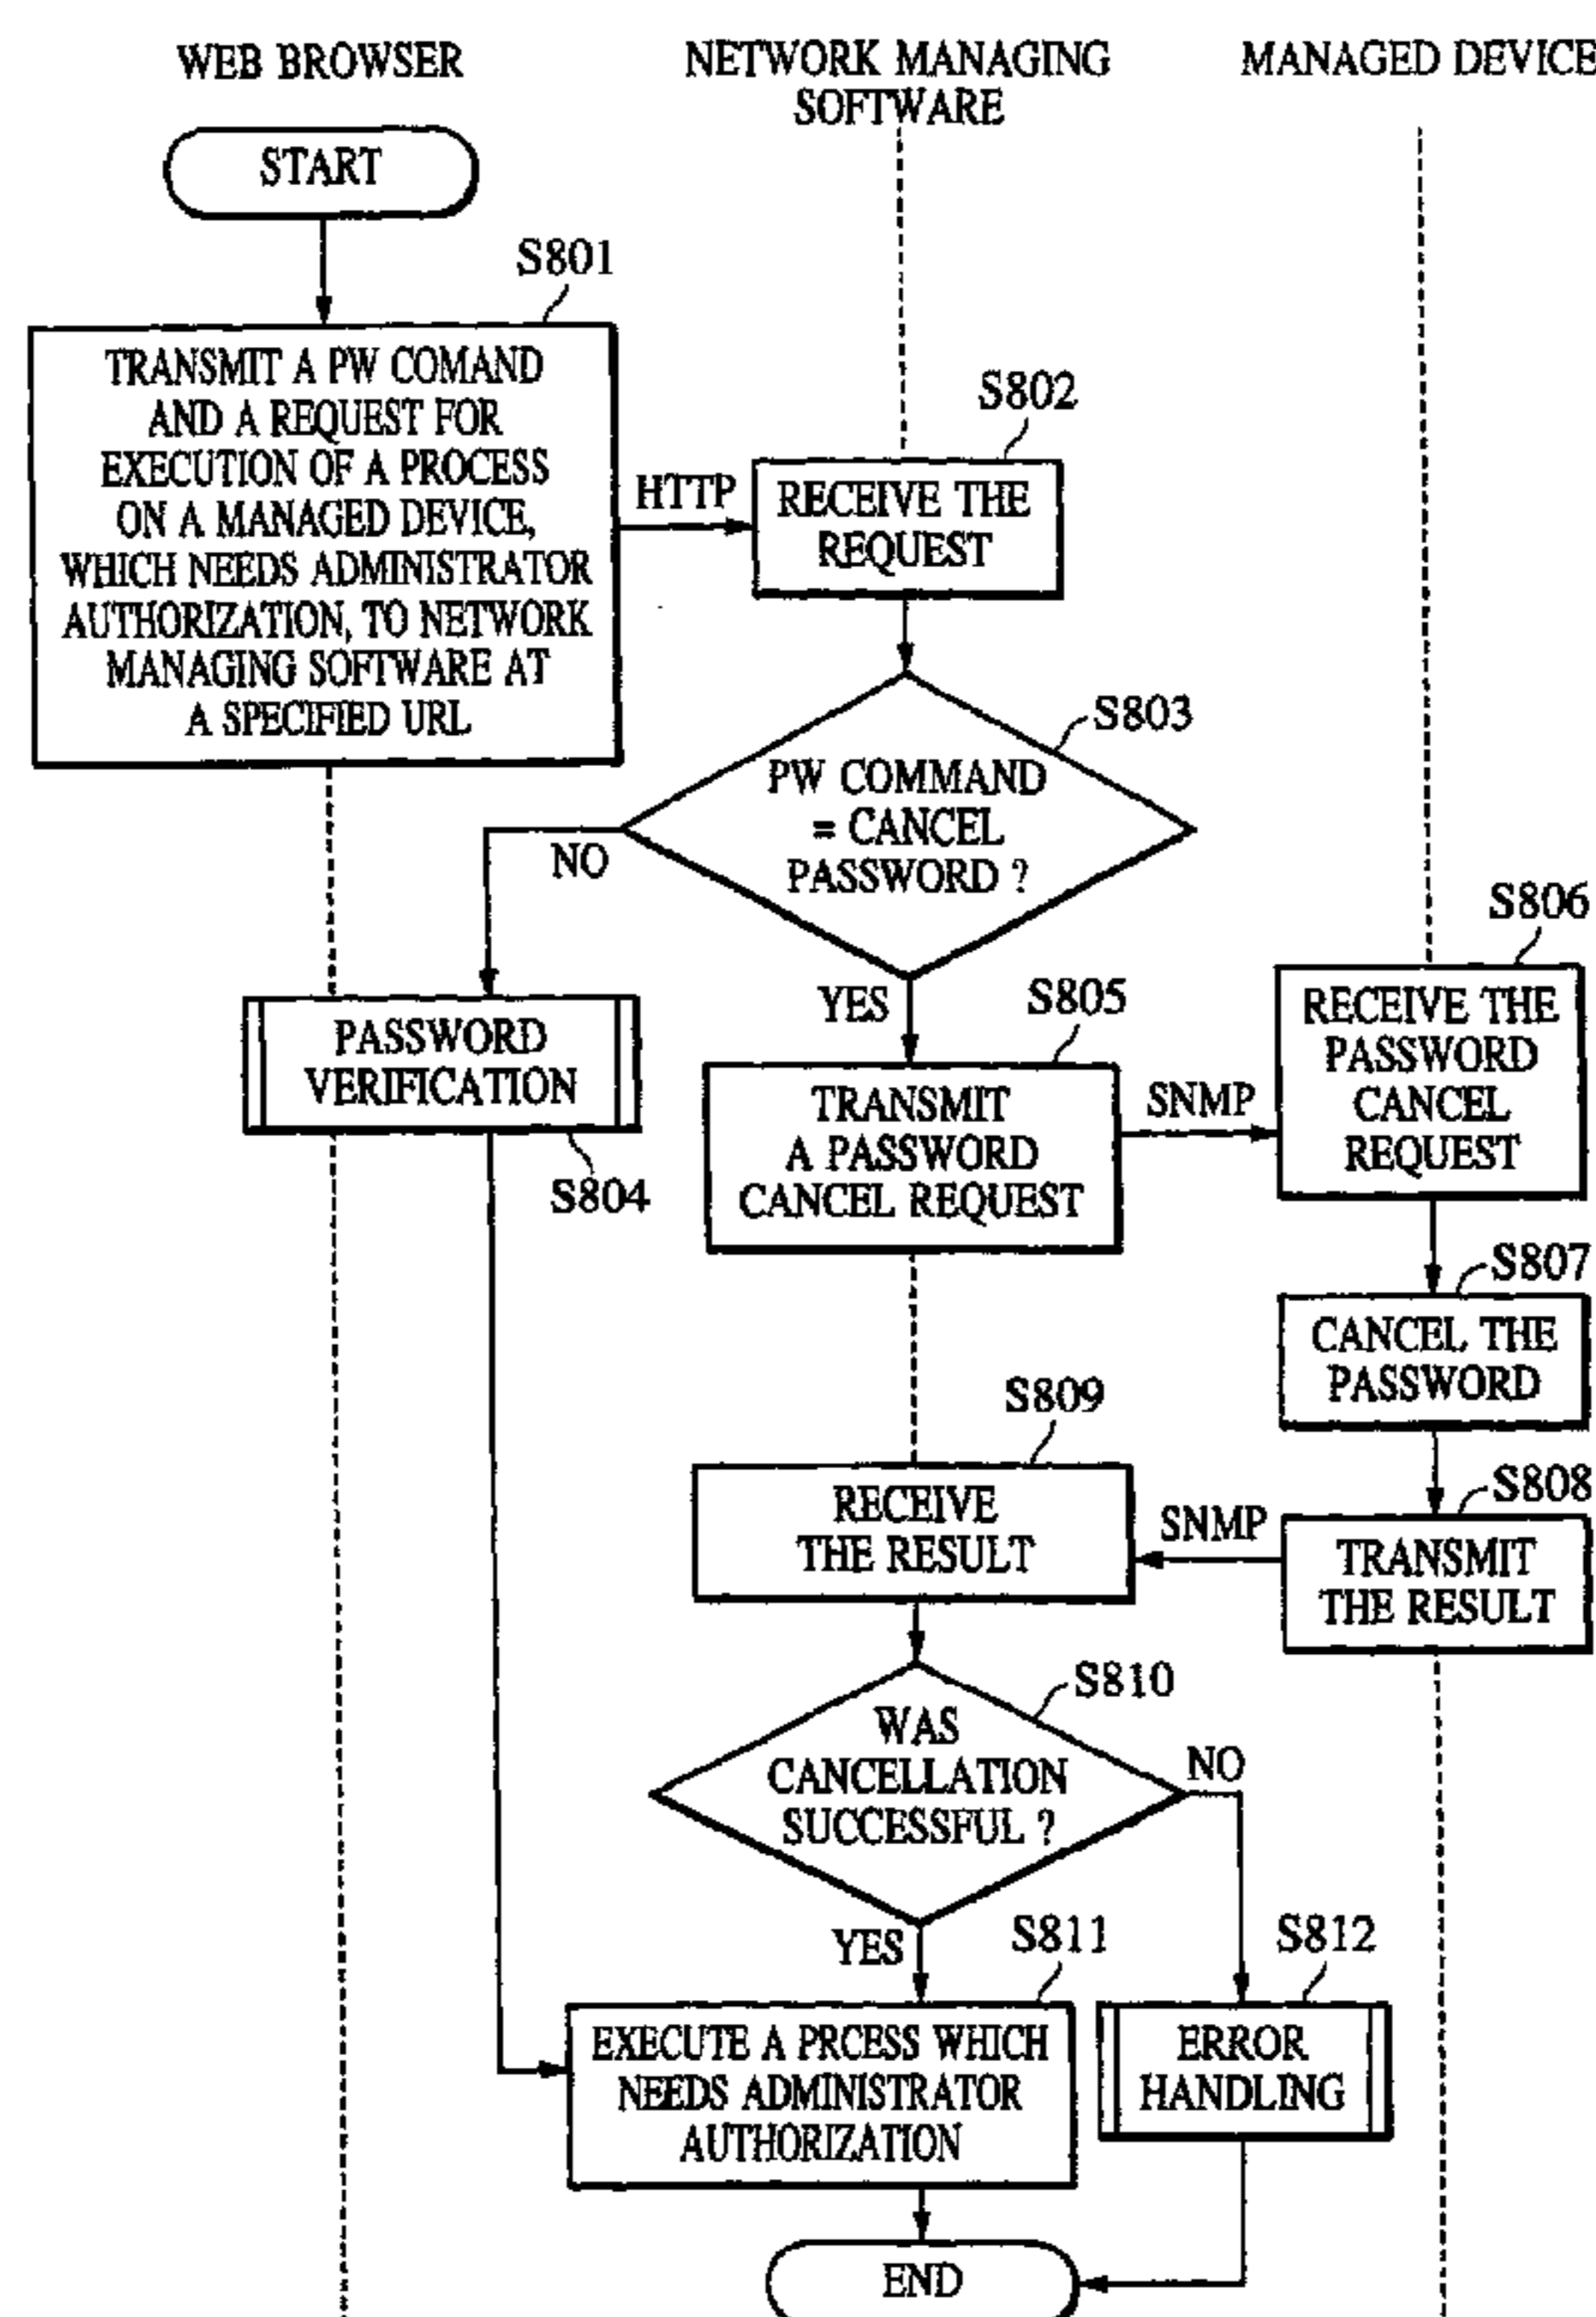 WEB BROWSER
NETWORK MANAGING
SOFTWARE
MANAGED DEVICE
START
S801
TRANSMIT A PW COMAND
AND A REQUEST FOR
EXECUTION OF A PROCESS
ON A MANAGED DEVICE,
WHICH NEEDS ADMINISTRATOR
AUTHORIZATION, TO NETWORK
MANAGING SOFTWARE AT
A SPECIFIED URL
HTTP
S802
RECEIVE THE
REQUEST
S803
PW COMMAND
= CANCEL
PASSWORD ?
NO
YES
PASSWORD
VERIFICATION
S804
S805
TRANSMIT
A PASSWORD
CANCEL REQUEST
SNMP
S806
RECEIVE THE
PASSWORD
CANCEL
REQUEST
S807
CANCEL THE
PASSWORD
S808
TRANSMIT
THE RESULT
SNMP
S809
RECEIVE
THE RESULT
S810
WAS
CANCELLATION
SUCCESSFUL ?
NO
YES
S811
EXECUTE A PRCESS WHICH
NEEDS ADMINISTRATOR
AUTHORIZATION
S812
ERROR
HANDLING
END